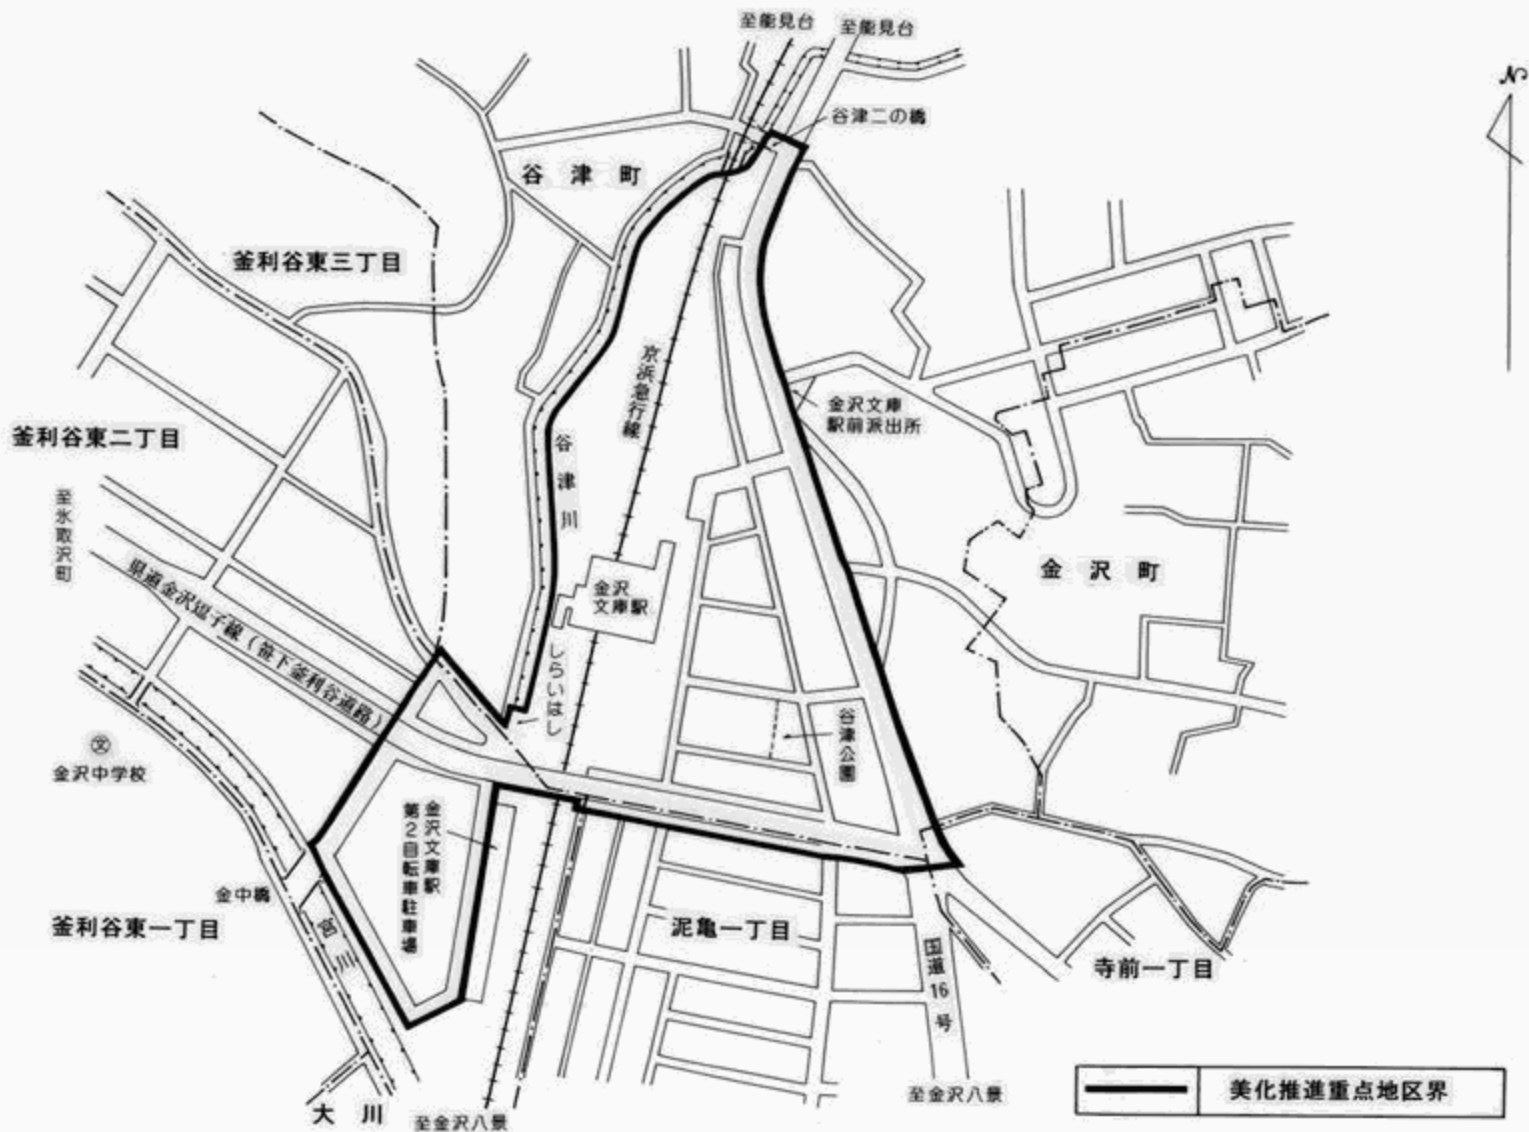 至能見台
至能見台
N
谷津二の橋
谷津町
釜利谷東三丁目
京浜急行線
金沢文庫
駅前派出所
釜利谷東二丁目
谷津川
至氷取沢町
金沢町
県道金沢逗子線(笹下釜利谷道路)
金沢
文庫駅
しらいはし
谷津公園
文
金沢中学校
金沢文庫駅
第2自転車駐車場
金中橋
釜利谷東一丁目
宮川
泥亀一丁目
国道16号
寺前一丁目
大川
至金沢八景
至金沢八景
美化推進重点地区界